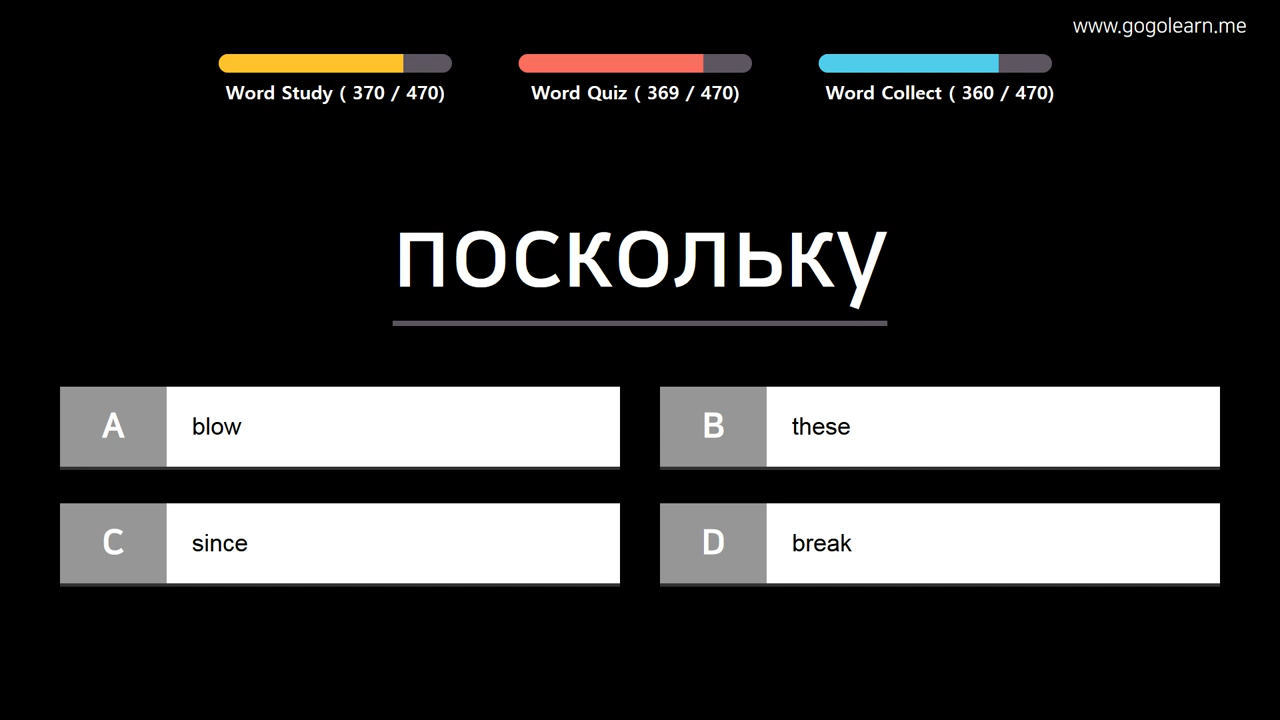 www.gogolearn.me
Word Study ( 370 / 470)
Word Quiz ( 369 / 470)
Word Collect ( 360 / 470)
поскольку
A blow
B these
C since
D break